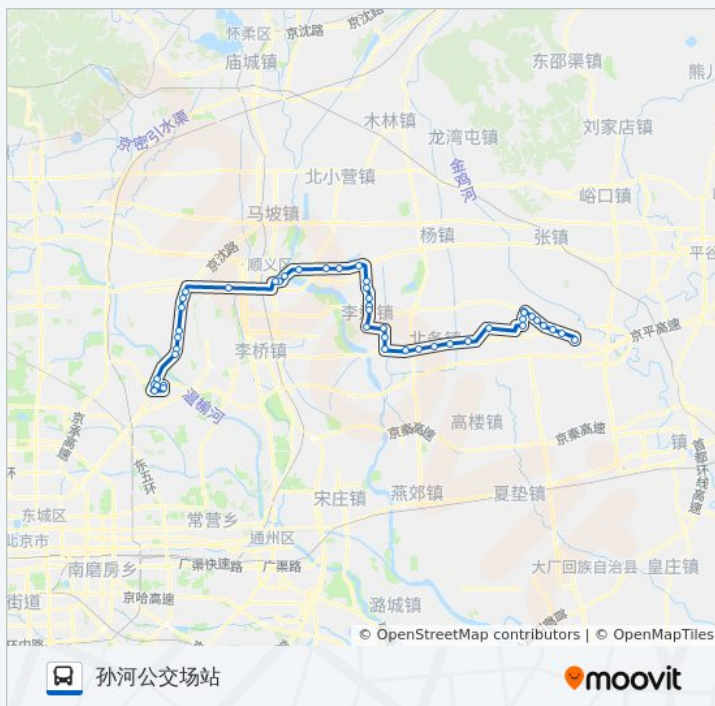 怀柔区
京沈路
京沈路
庙城镇
东邵渠镇
熊儿
木林镇
京密引水渠
龙湾屯镇
刘家店镇
金鸡河
北小营镇
峪口镇
马坡镇
杨镇
张镇
京沈路
平谷
顺义区
李桥镇
京平高速
温榆河
京承高速
高楼镇
京秦高速
京秦高速
镇
首都环线高速
东五环
环
燕郊镇
夏垫镇
宋庄镇
东城区
常营乡
北京市
通州区
广渠快速路
广渠路
南磨房乡
大厂回族自治县
皇庄镇
街道
京哈高速
潞城镇
环中路
© OpenStreetMap contributors | © OpenMapTiles
孙河公交场站
moovit